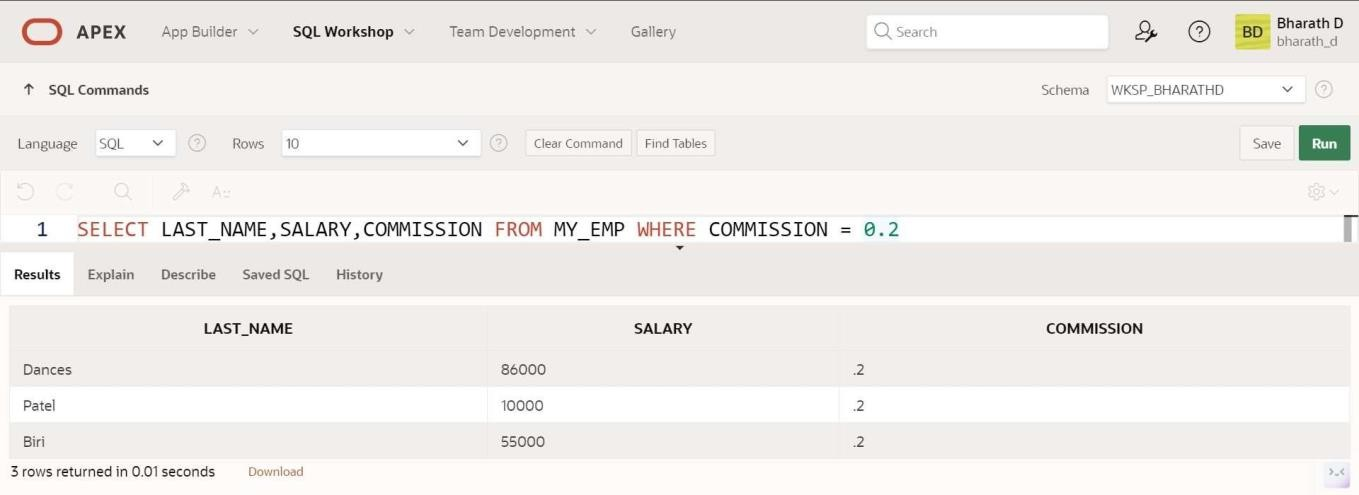 APEX App Builder SQL Workshop Team Development Gallery Search BD Bharath D
bharath_d
↑ SQL Commands Schema WKSP_BHARATHD ?
Language SQL ? Rows 10 ? Clear Command Find Tables Save Run
A::
1 SELECT LAST_NAME,SALARY,COMMISSION FROM MY_EMP WHERE COMMISSION = 0.2
Results Explain Describe Saved SQL History
LAST_NAME SALARY COMMISSION
Dances 86000 .2
Patel 10000 .2
Biri 55000 .2
3 rows returned in 0.01 seconds Download